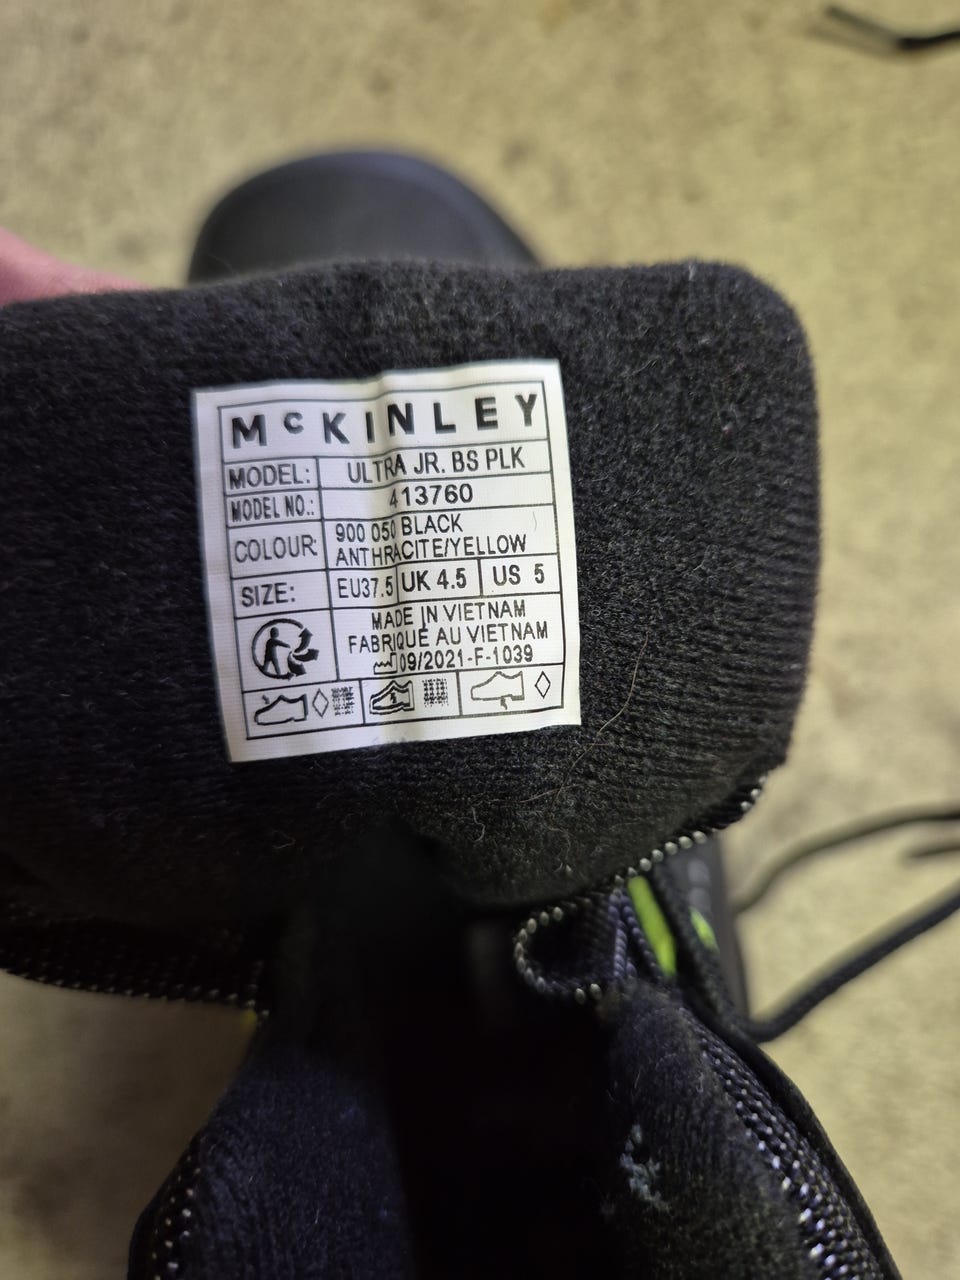 McKINLEY
MODEL: ULTRA JR. BS PLK
MODEL NO.: 413760
COLOUR: 900 050 BLACK
ANTHRACITE/YELLOW
SIZE: EU37.5 UK 4.5 US 5
MADE IN VIETNAM
FABRIQUÉ AU VIETNAM
09/2021-F-1039